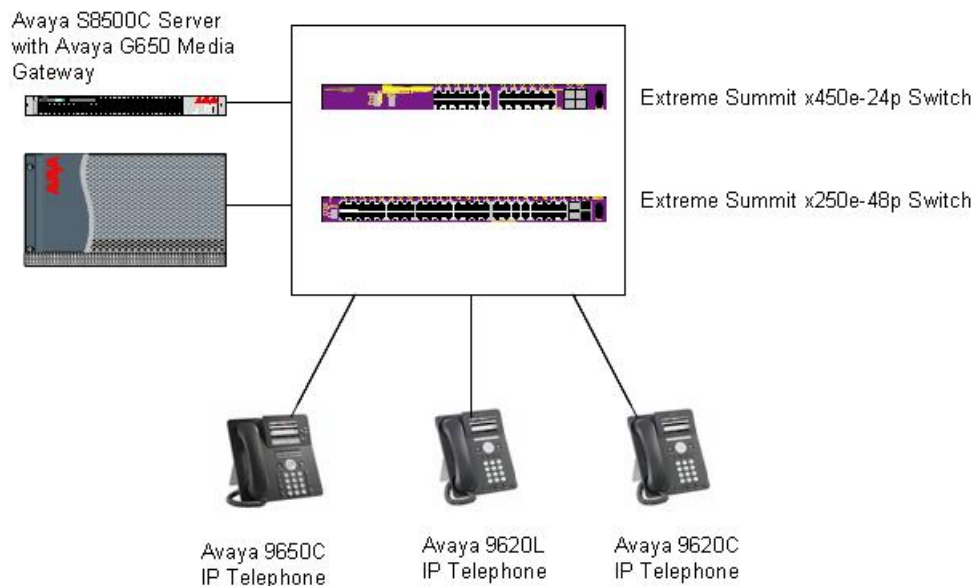 Avaya S8500C Server
with Avaya G650 Media
Gateway
Extreme Summit x450e-24p Switch
Extreme Summit x250e-48p Switch
Avaya 9650C
IP Telephone
Avaya 9620L
IP Telephone
Avaya 9620C
IP Telephone